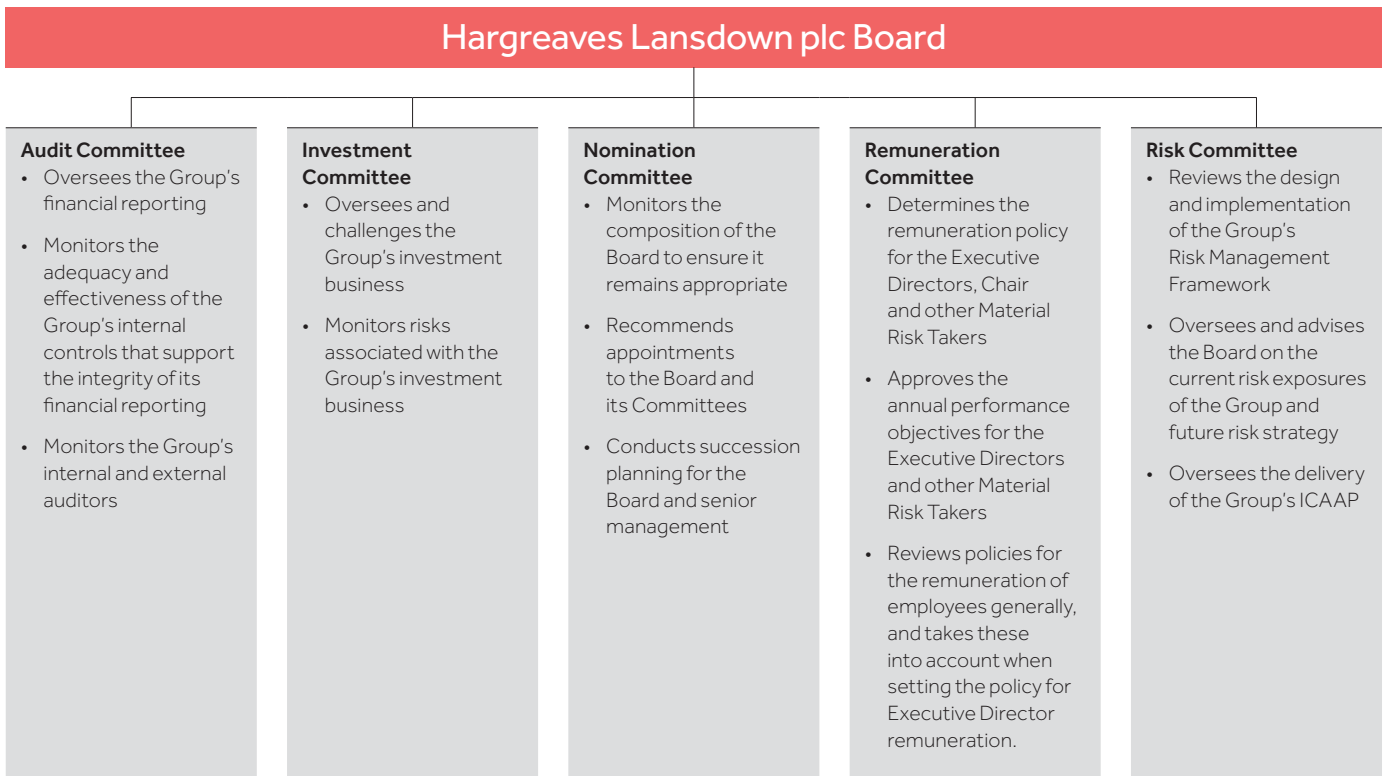 Hargreaves Lansdown plc Board
Audit Committee
• Oversees the Group's
financial reporting
• Monitors the
adequacy and
effectiveness of the
Group's internal
controls that support
the integrity of its
financial reporting
• Monitors the Group's
internal and external
auditors
Investment
Committee
• Oversees and
challenges the
Group's investment
business
• Monitors risks
associated with the
Group's investment
business
Nomination
Committee
• Monitors the
composition of the
Board to ensure it
remains appropriate
• Recommends
appointments
to the Board and
its Committees
• Conducts succession
planning for the
Board and senior
management
Remuneration
Committee
• Determines the
remuneration policy
for the Executive
Directors, Chair
and other Material
Risk Takers
• Approves the
annual performance
objectives for the
Executive Directors
and other Material
Risk Takers
• Reviews policies for
the remuneration of
employees generally,
and takes these
into account when
setting the policy for
Executive Director
remuneration.
Risk Committee
• Reviews the design
and implementation
of the Group's
Risk Management
Framework
• Oversees and advises
the Board on the
current risk exposures
of the Group and
future risk strategy
• Oversees the delivery
of the Group's ICAAP